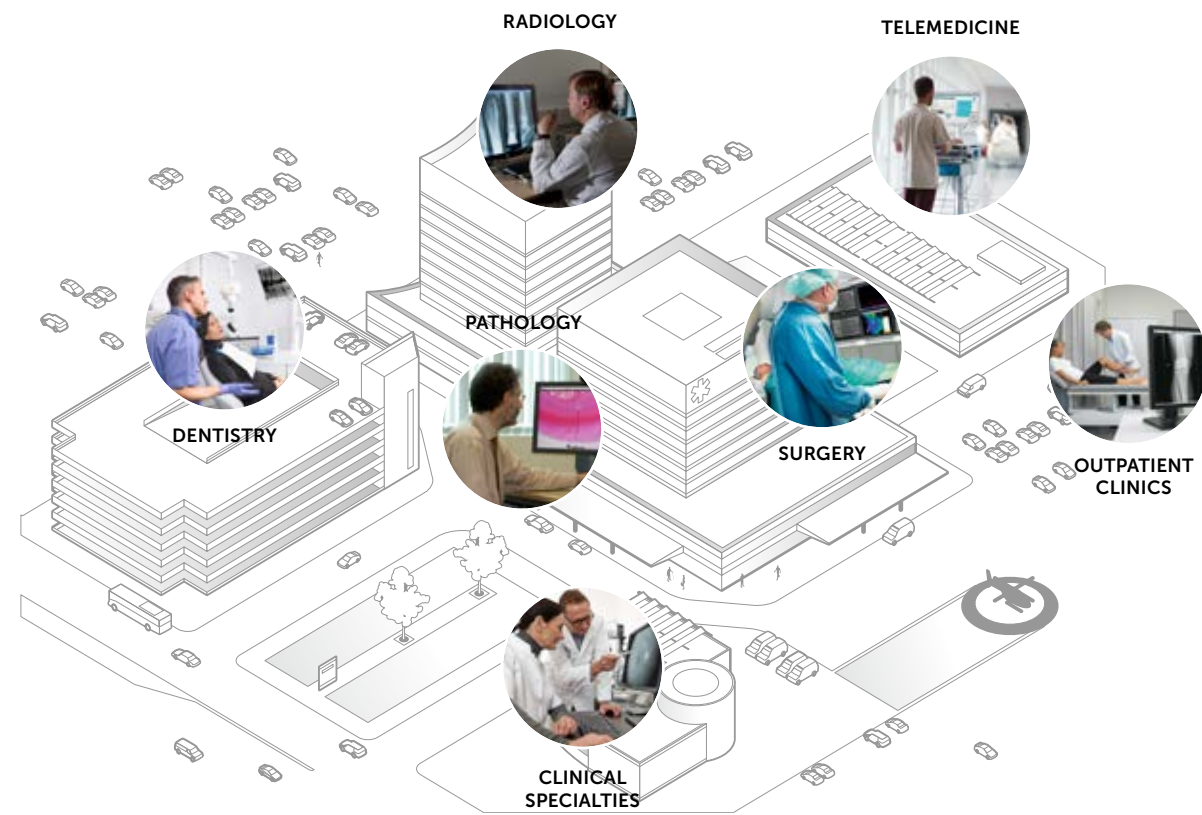 RADIOLOGY
TELEMEDICINE
PATHOLOGY
DENTISTRY
SURGERY
OUTPATIENT
CLINICS
CLINICAL
SPECIALTIES